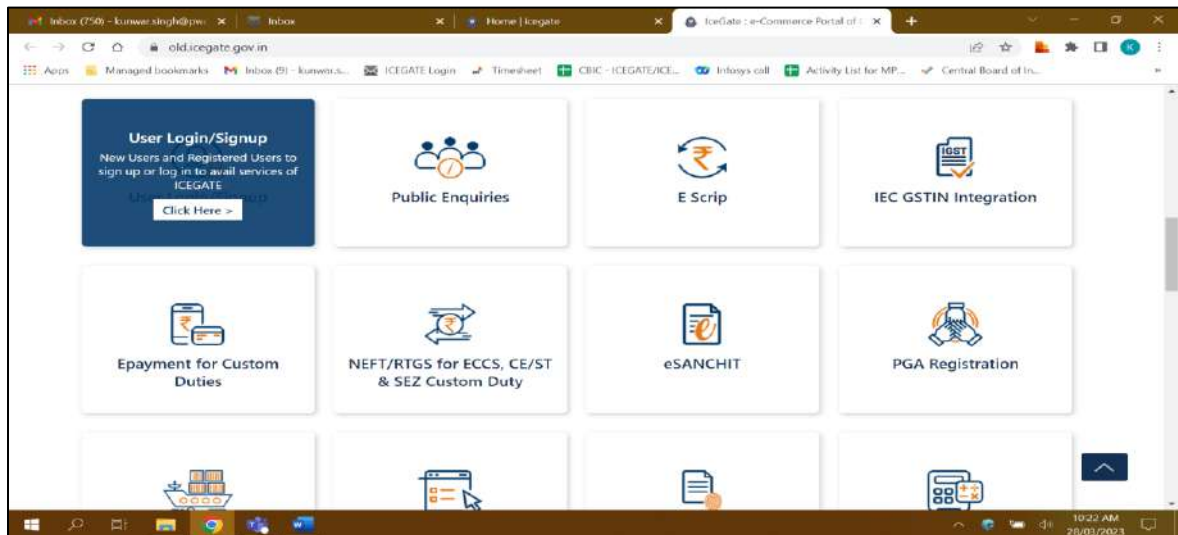 Inbox (750) - kunwar.singh@pw
Inbox
Home | Icegate
IceGate : e-Commerce Portal of
old.icegate.gov.in
K
Apps
Managed bookmarks
Inbox (9) - kunwar.s...
ICEGATE Login
Timesheet
CBIC - ICEGATE/ICE...
Infosys call
Activity List for MP...
Central Board of In...
User Login/Signup
New Users and Registered Users to
sign up or log in to avail services of
ICEGATE
Click Here >
Public Enquiries
E Scrip
IGST
IEC GSTIN Integration
Epayment for Custom
Duties
NEFT/RTGS for ECCS, CE/ST
& SEZ Custom Duty
eSANCHIT
PGA Registration
10:22 AM
28/03/2023